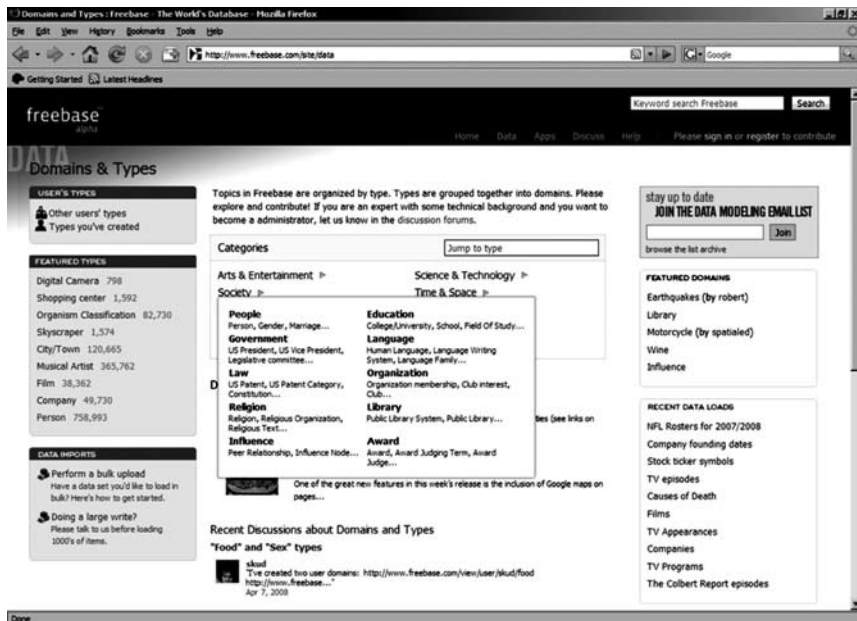 Domains and Types : Freebase - The World's Database - Mozilla Firefox
File Edit View History Bookmarks Tools Help
http://www.freebase.com/site/data
Google
Getting Started Latest Headlines
freebase
alpha
Keyword search Freebase Search
Home Data Apps Discuss Help Please sign in or register to contribute
DATA
Domains & Types
USER'S TYPES
Other users' types
Types you've created
FEATURED TYPES
Digital Camera 798
Shopping center 1,592
Organism Classification 82,730
Skyscraper 1,574
City/Town 120,665
Musical Artist 365,762
Film 38,362
Company 49,730
Person 758,993
DATA IMPORTS
Perform a bulk upload
Have a data set you'd like to load in
bulk? Here's how to get started.
Doing a large write?
Please talk to us before loading
1000's of items.
Topics in Freebase are organized by type. Types are grouped together into domains. Please
explore and contribute! If you are an expert with some technical background and you want to
become a administrator, let us know in the discussion forums.
Categories Jump to type
Arts & Entertainment Science & Technology
Society Time & Space
People
Person, Gender, Marriage...
Government
US President, US Vice President,
Legislative committee...
Law
US Patent, US Patent Category,
Constitution...
Religion
Religion, Religious Organization,
Religious Text...
Influence
Peer Relationship, Influence Node...
Education
College/University, School, Field Of Study...
Language
Human Language, Language Writing
System, Language Family...
Organization
Organization membership, Club interest,
Club...
Library
Public Library System, Public Library...
Award
Award, Award Judging Term, Award
Judge...
D
ties (see links on
One of the great new features in this week's release is the inclusion of Google maps on
pages...
Recent Discussions about Domains and Types
"Food" and "Sex" types
skud
"I've created two user domains: http://www.freebase.com/view/user/skud/food
http://www.freebase..."
Apr 7, 2008
stay up to date
JOIN THE DATA MODELING EMAIL LIST
Join
browse the list archive
FEATURED DOMAINS
Earthquakes (by robert)
Library
Motorcycle (by spatialed)
Wine
Influence
RECENT DATA LOADS
NFL Rosters for 2007/2008
Company founding dates
Stock ticker symbols
TV episodes
Causes of Death
Films
TV Appearances
Companies
TV Programs
The Colbert Report episodes
Done